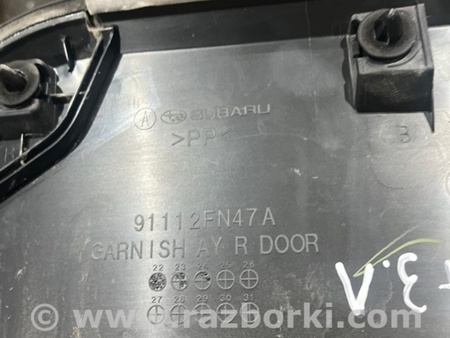 A SUBARU
>PP<
B
91112FN47A
GARNISH AY R DOOR
22 23 24 25 26
27 28 29 30 31
www.razborki.com